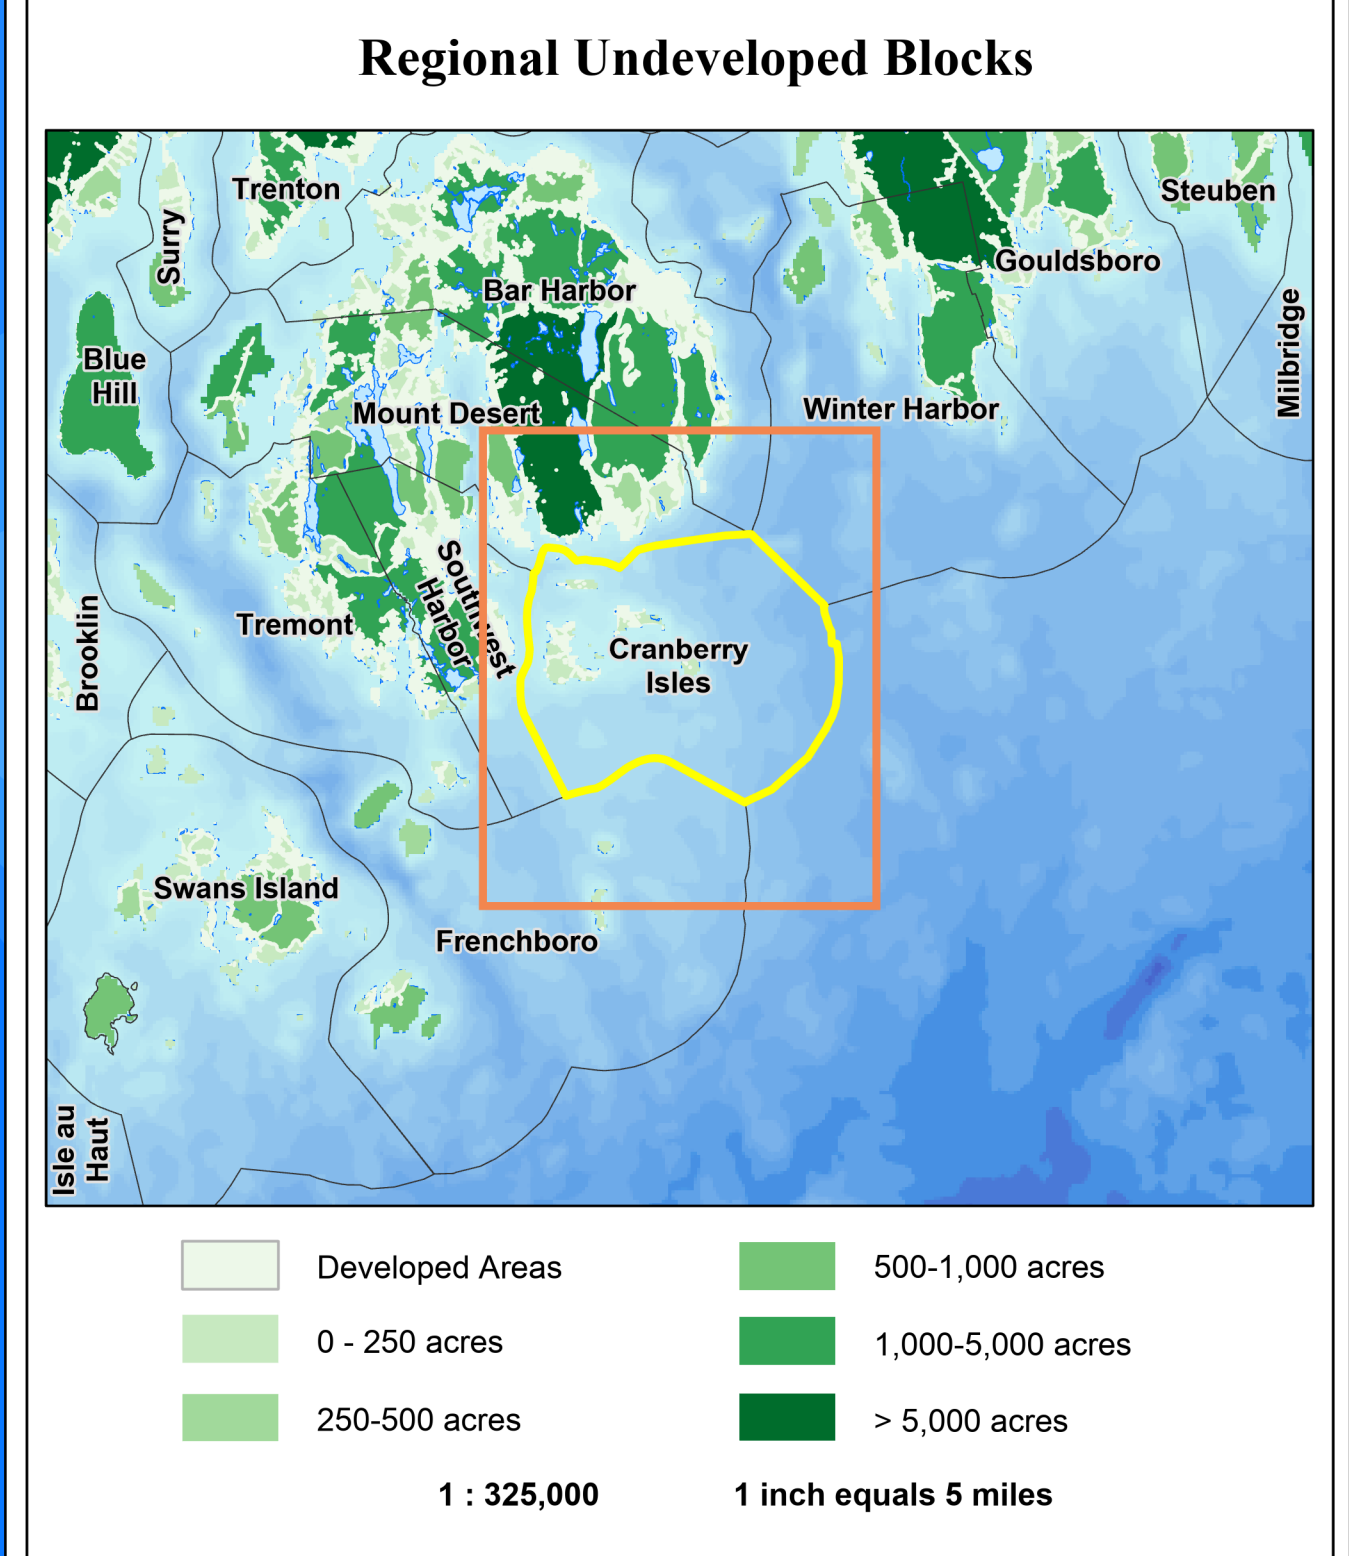 Regional Undeveloped Blocks
Trenton
Steuben
Surry
Gouldsboro
Bar Harbor
Milbridge
Blue
Hill
Mount Desert
Winter Harbor
Southwest
Harbor
Tremont
Brooklin
Cranberry
Isles
Swans Island
Frenchboro
Isle au
Haut
Developed Areas
500-1,000 acres
0 - 250 acres
1,000-5,000 acres
250-500 acres
> 5,000 acres
1 : 325,000
1 inch equals 5 miles